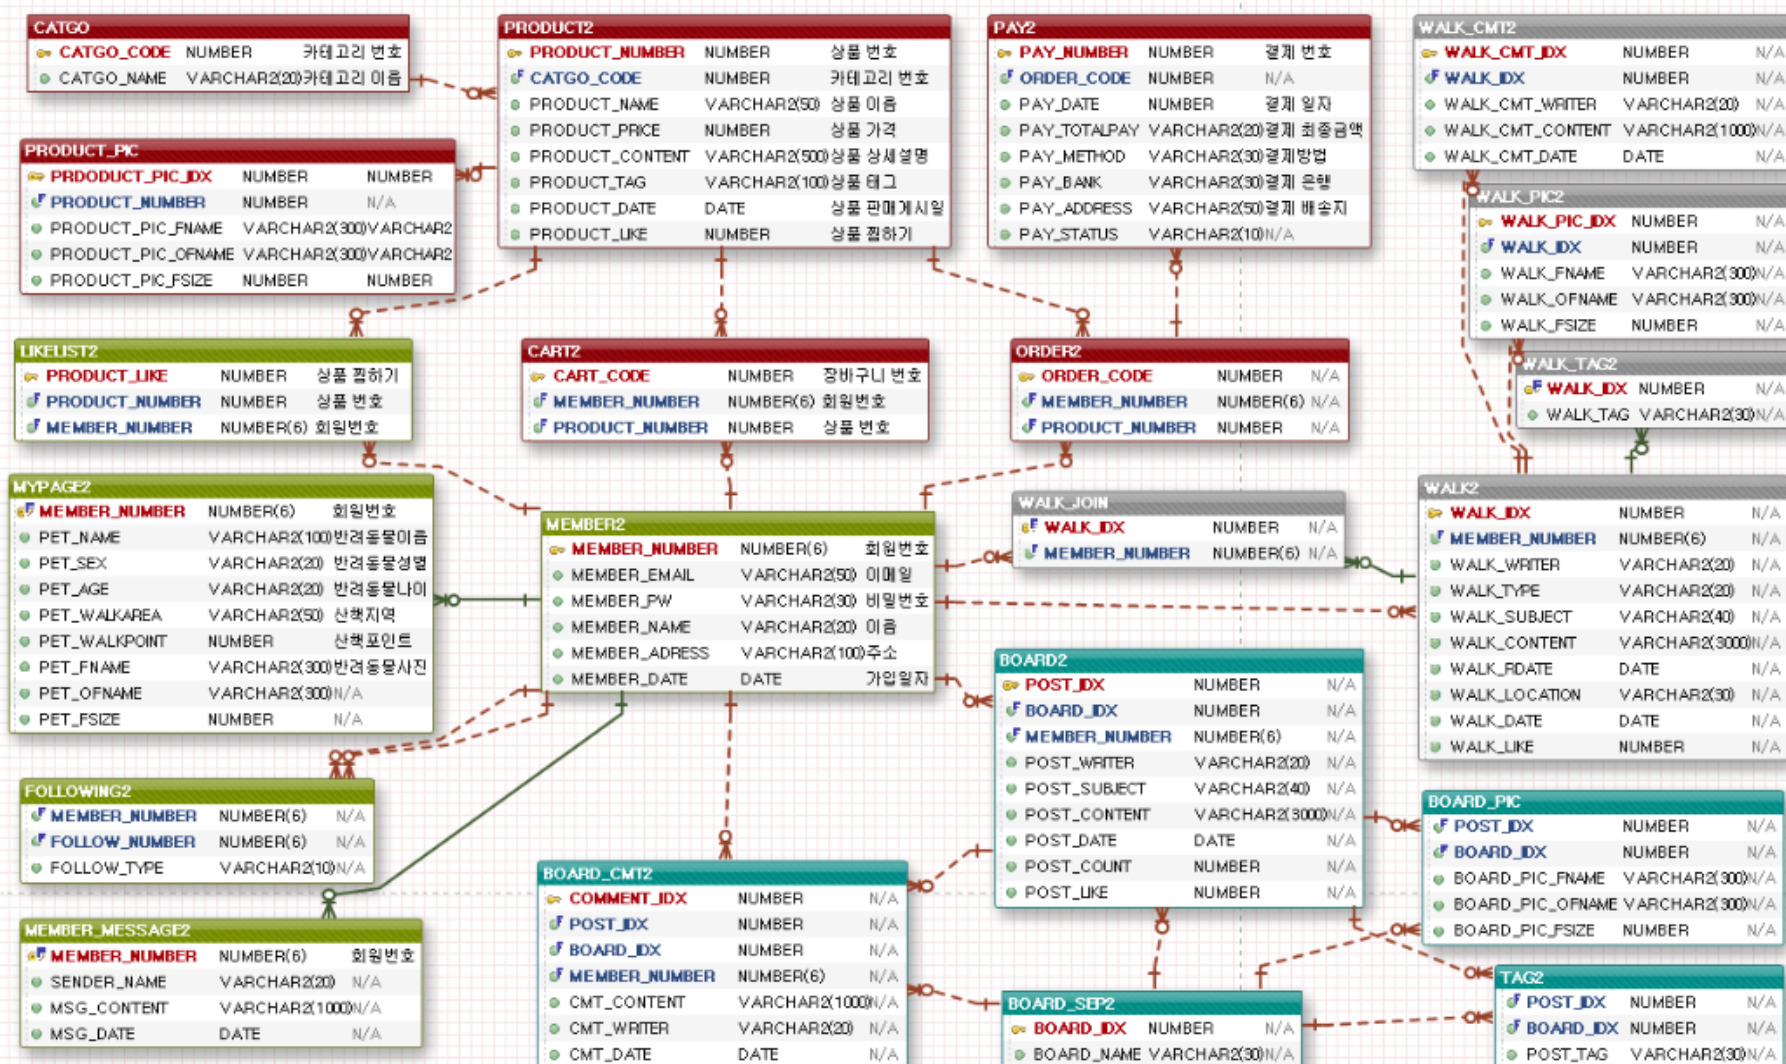 CATGO
CATGO_CODE NUMBER 카테고리 번호
CATGO_NAME VARCHAR2(20) 카테고리 이름
PRODUCT2
PRODUCT_NUMBER NUMBER 상품 번호
CATGO_CODE NUMBER 카테고리 번호
PRODUCT_NAME VARCHAR2(50) 상품 이름
PRODUCT_PRICE NUMBER 상품 가격
PRODUCT_CONTENT VARCHAR2(500) 상품 상세설명
PRODUCT_TAG VARCHAR2(100) 상품 태그
PRODUCT_DATE DATE 상품 판매게시일
PRODUCT_LIKE NUMBER 상품 찜하기
PAY2
PAY_NUMBER NUMBER 결제 번호
ORDER_CODE NUMBER N/A
PAY_DATE NUMBER 결제 일자
PAY_TOTALPAY VARCHAR2(20) 결제 최종금액
PAY_METHOD VARCHAR2(30) 결제방법
PAY_BANK VARCHAR2(30) 결제 은행
PAY_ADDRESS VARCHAR2(50) 결제 배송지
PAY_STATUS VARCHAR2(10) N/A
WALK_CMT2
WALK_CMT_IDX NUMBER N/A
WALK_IDX NUMBER N/A
WALK_CMT_WRITER VARCHAR2(20) N/A
WALK_CMT_CONTENT VARCHAR2(1000) N/A
WALK_CMT_DATE DATE N/A
PRODUCT_PIC
PRDODUCT_PIC_IDX NUMBER NUMBER
PRODUCT_NUMBER NUMBER N/A
PRODUCT_PIC_FNAME VARCHAR2(300) VARCHAR2
PRODUCT_PIC_OFNAME VARCHAR2(300) VARCHAR2
PRODUCT_PIC_FSIZE NUMBER NUMBER
WALK_PIC2
WALK_PIC_IDX NUMBER N/A
WALK_IDX NUMBER N/A
WALK_FNAME VARCHAR2(300) N/A
WALK_OFNAME VARCHAR2(300) N/A
WALK_FSIZE NUMBER N/A
LIKELIST2
PRODUCT_LIKE NUMBER 상품 찜하기
PRODUCT_NUMBER NUMBER 상품 번호
MEMBER_NUMBER NUMBER(6) 회원번호
CART2
CART_CODE NUMBER 장바구니 번호
MEMBER_NUMBER NUMBER(6) 회원번호
PRODUCT_NUMBER NUMBER 상품 번호
ORDER2
ORDER_CODE NUMBER N/A
MEMBER_NUMBER NUMBER(6) N/A
PRODUCT_NUMBER NUMBER N/A
WALK_TAG2
WALK_IDX NUMBER N/A
WALK_TAG VARCHAR2(30) N/A
MYPAGE2
MEMBER_NUMBER NUMBER(6) 회원번호
PET_NAME VARCHAR2(100) 반려동물이름
PET_SEX VARCHAR2(20) 반려동물성별
PET_AGE VARCHAR2(20) 반려동물나이
PET_WALKAREA VARCHAR2(50) 산책지역
PET_WALKPOINT NUMBER 산책포인트
PET_FNAME VARCHAR2(300) 반려동물사진
PET_OFNAME VARCHAR2(300) N/A
PET_FSIZE NUMBER N/A
MEMBER2
MEMBER_NUMBER NUMBER(6) 회원번호
MEMBER_EMAIL VARCHAR2(50) 이메일
MEMBER_PW VARCHAR2(30) 비밀번호
MEMBER_NAME VARCHAR2(20) 이름
MEMBER_ADRESS VARCHAR2(100) 주소
MEMBER_DATE DATE 가입일자
WALK_JOIN
WALK_IDX NUMBER N/A
MEMBER_NUMBER NUMBER(6) N/A
WALK2
WALK_IDX NUMBER N/A
MEMBER_NUMBER NUMBER(6) N/A
WALK_WRITER VARCHAR2(20) N/A
WALK_TYPE VARCHAR2(20) N/A
WALK_SUBJECT VARCHAR2(40) N/A
WALK_CONTENT VARCHAR2(3000) N/A
WALK_RDATE DATE N/A
WALK_LOCATION VARCHAR2(30) N/A
WALK_DATE DATE N/A
WALK_LIKE NUMBER N/A
BOARD2
POST_IDX NUMBER N/A
BOARD_IDX NUMBER N/A
MEMBER_NUMBER NUMBER(6) N/A
POST_WRITER VARCHAR2(20) N/A
POST_SUBJECT VARCHAR2(40) N/A
POST_CONTENT VARCHAR2(3000) N/A
POST_DATE DATE N/A
POST_COUNT NUMBER N/A
POST_LIKE NUMBER N/A
FOLLOWING2
MEMBER_NUMBER NUMBER(6) N/A
FOLLOW_NUMBER NUMBER(6) N/A
FOLLOW_TYPE VARCHAR2(10) N/A
BOARD_PIC
POST_IDX NUMBER N/A
BOARD_IDX NUMBER N/A
BOARD_PIC_FNAME VARCHAR2(300) N/A
BOARD_PIC_OFNAME VARCHAR2(300) N/A
BOARD_PIC_FSIZE NUMBER N/A
MEMBER_MESSAGE2
MEMBER_NUMBER NUMBER(6) 회원번호
SENDER_NAME VARCHAR2(20) N/A
MSG_CONTENT VARCHAR2(1000) N/A
MSG_DATE DATE N/A
BOARD_CMT2
COMMENT_IDX NUMBER N/A
POST_IDX NUMBER N/A
BOARD_IDX NUMBER N/A
MEMBER_NUMBER NUMBER(6) N/A
CMT_CONTENT VARCHAR2(1000) N/A
CMT_WRITER VARCHAR2(20) N/A
CMT_DATE DATE N/A
BOARD_SEP2
BOARD_IDX NUMBER N/A
BOARD_NAME VARCHAR2(30) N/A
TAG2
POST_IDX NUMBER N/A
BOARD_IDX NUMBER N/A
POST_TAG VARCHAR2(30) N/A